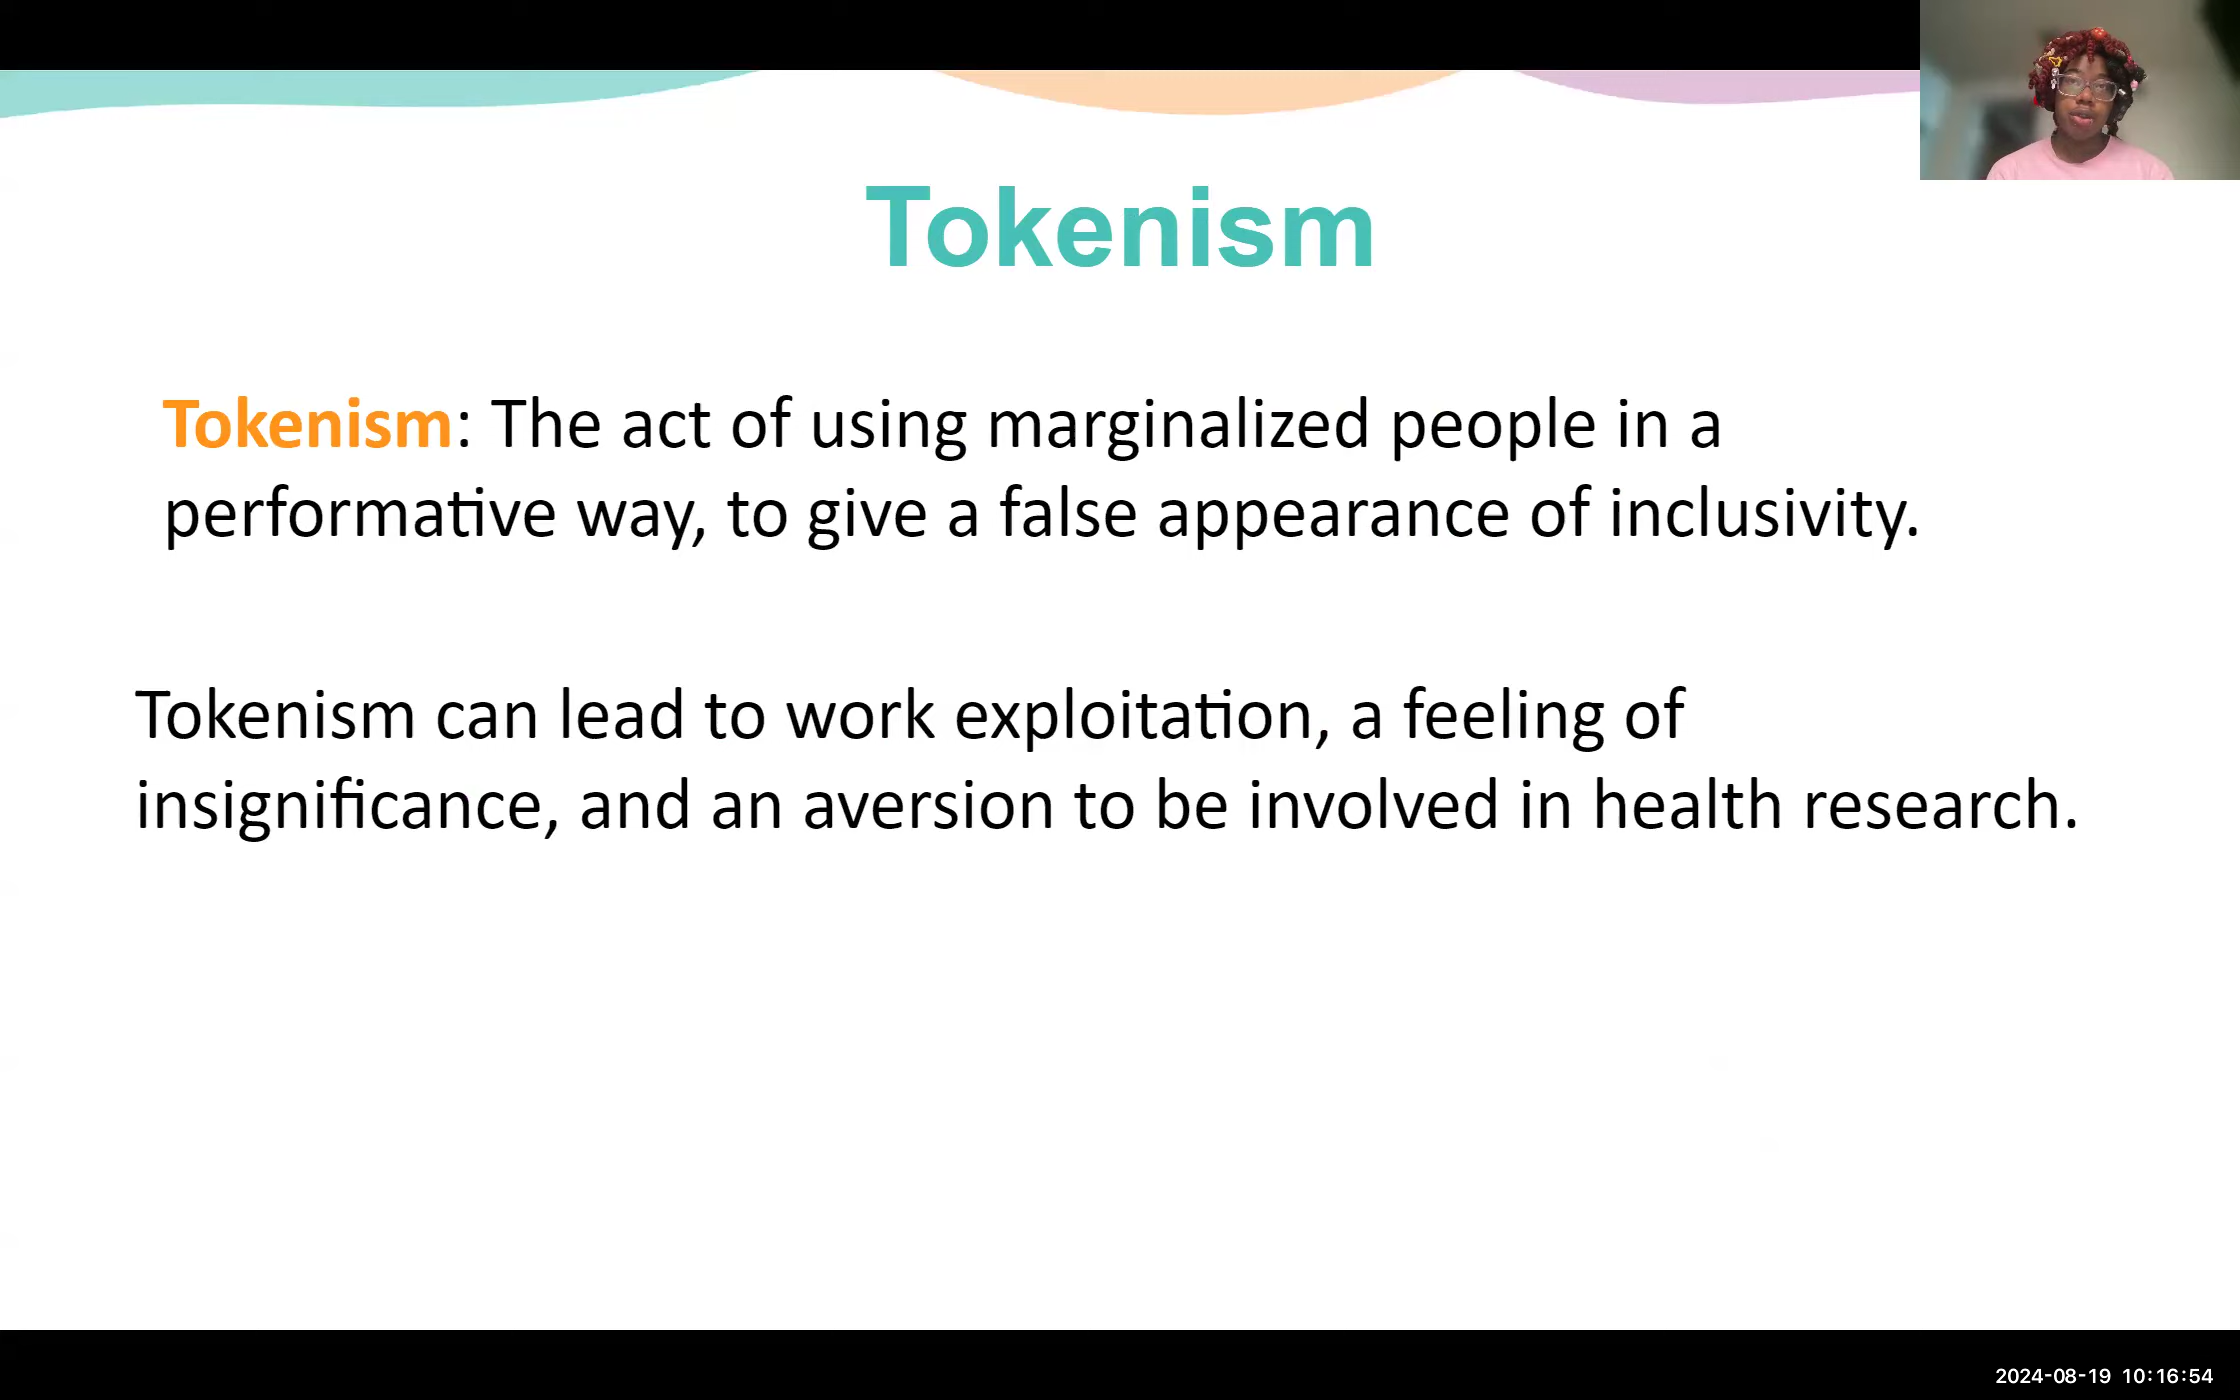 Tokenism
Tokenism: The act of using marginalized people in a
performative way, to give a false appearance of inclusivity.
Tokenism can lead to work exploitation, a feeling of
insignificance, and an aversion to be involved in health research.
2024-08-19 10:16:54